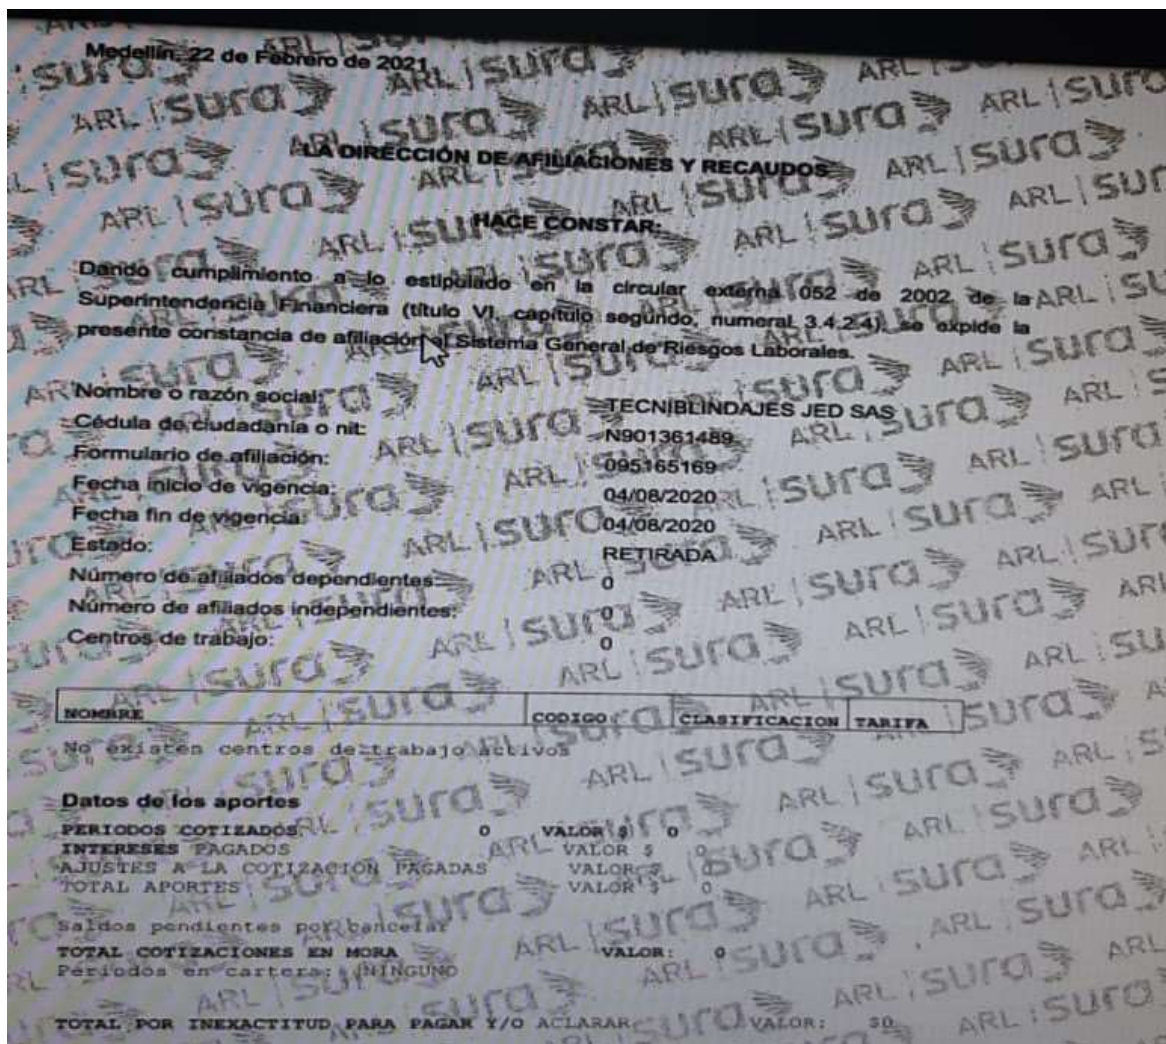 Medellín, 22 de Febrero de 2021
LA DIRECCIÓN DE AFILIACIONES Y RECAUDOS
HACE CONSTAR:
Dando cumplimiento a lo estipulado en la circular externa 052 de 2002 de la
Superintendencia Financiera (título VI, capítulo segundo, numeral 3.4.2.4), se expide la
presente constancia de afiliación al Sistema General de Riesgos Laborales.
Nombre o razón social: TECNIBLINDAJES JED SAS
Cédula de ciudadanía o nit: N901361489
Formulario de afiliación: 095165169
Fecha inicio de vigencia: 04/08/2020
Fecha fin de vigencia: 04/08/2020
Estado: RETIRADA
Número de afiliados dependientes: 0
Número de afiliados independientes: 0
Centros de trabajo: 0
NOMBRE CODIGO CLASIFICACION TARIFA
No existen centros de trabajo activos
Datos de los aportes
PERIODOS COTIZADOS 0 VALOR $ 0
INTERESES PAGADOS VALOR $ 0
AJUSTES A LA COTIZACION PAGADAS VALOR $ 0
TOTAL APORTES VALOR $ 0
Saldos pendientes por cancelar
TOTAL COTIZACIONES EN MORA VALOR: 0
Períodos en cartera: NINGUNO
TOTAL POR INEXACTITUD PARA PAGAR Y/O ACLARAR VALOR: $0
ARL sura